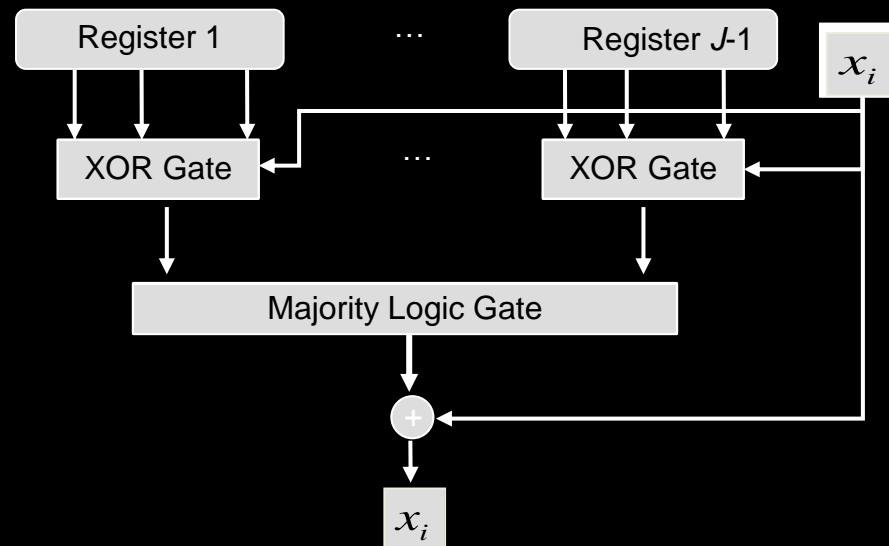 Register 1
...
Register J-1
x_i
XOR Gate
...
XOR Gate
Majority Logic Gate
+
x_i